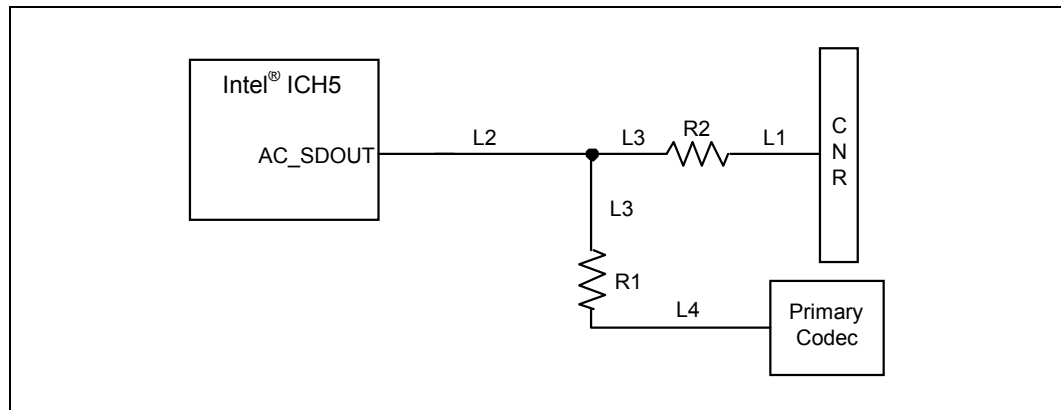 Intel® ICH5
AC_SDOUT
L2
L3
R2
L1
C
N
R
L3
R1
L4
Primary
Codec